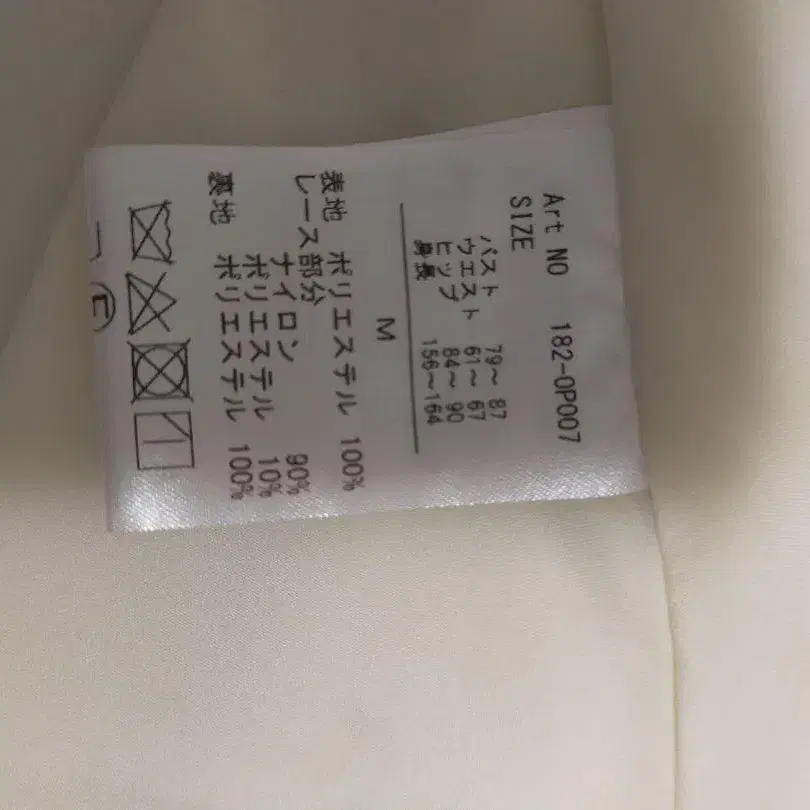 Art NO 182-OP007
SIZE
バスト 79～ 87
ウエスト 61～ 67
ヒップ 84～ 90
身長 156～164
M
表地 ポリエステル 100%
レース部分
ナイロン 90%
ポリエステル 10%
裏地 ポリエステル 100%